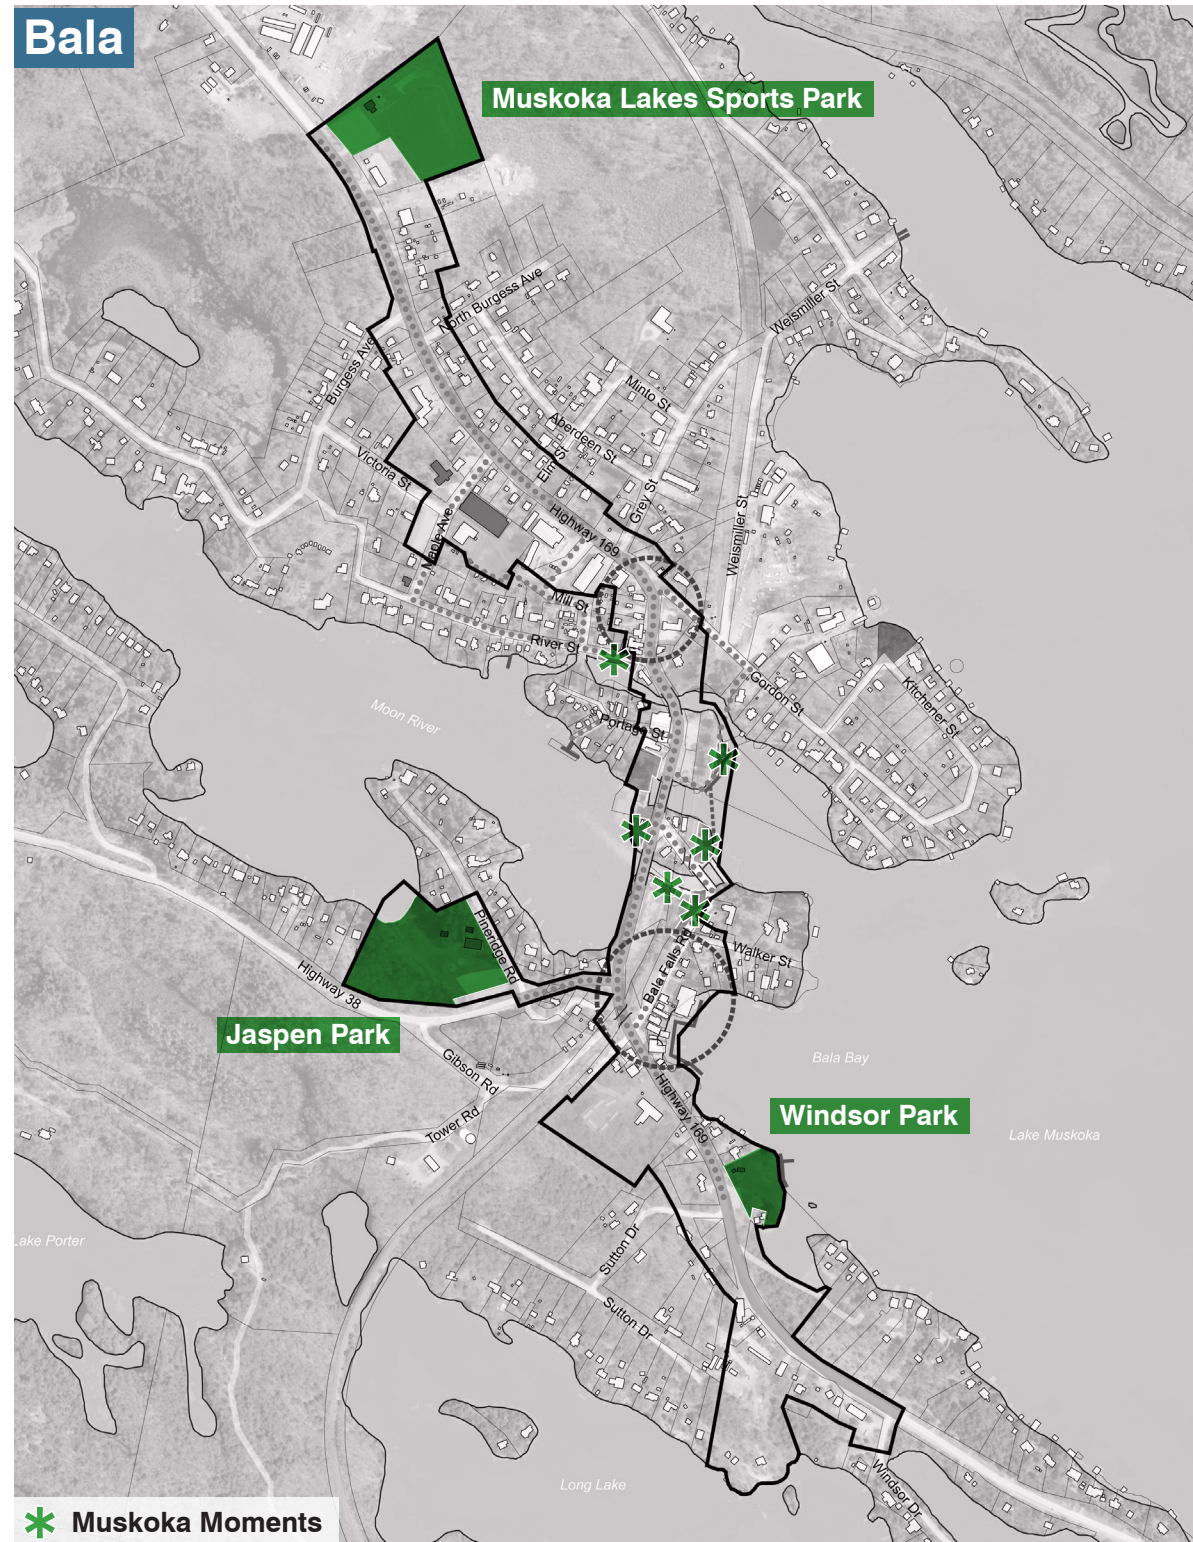 Bala
Muskoka Lakes Sports Park
North Burgess Ave
Weismiller St
Burgess Ave
Minto St
Aberdeen St
Elm St
Victoria St
Grey St
Weismiller St
Highway 169
Maple Ave
Mill St
River St
Gordon St
Kitchener St
Moon River
Portage St
Pineridge Rd
Walker St
Bala Falls Rd
Highway 38
Jaspen Park
Gibson Rd
Bala Bay
Highway 169
Windsor Park
Tower Rd
Lake Muskoka
Lake Porter
Sutton Dr
Sutton Dr
Long Lake
Windsor Dr
Muskoka Moments